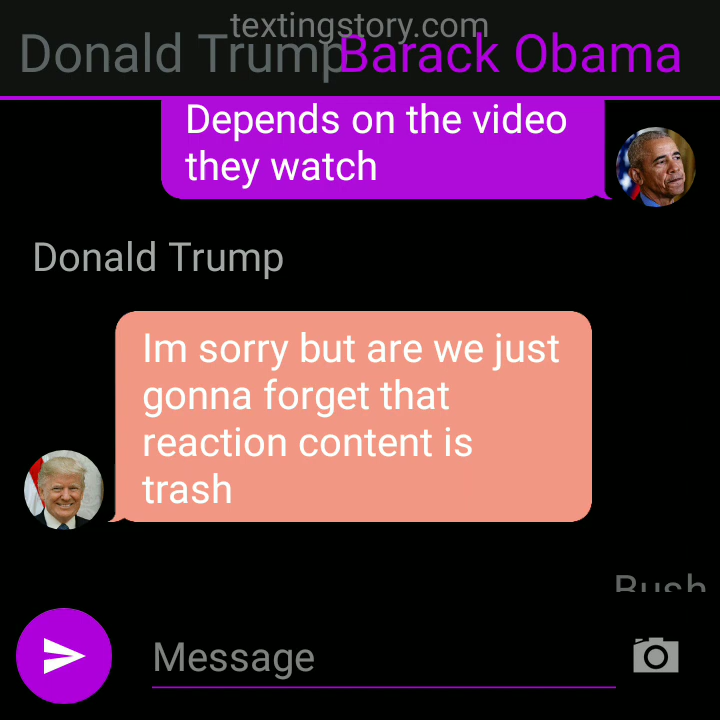 textingstory.com
Donald Trump Barack Obama
Depends on the video
they watch
Donald Trump
Im sorry but are we just
gonna forget that
reaction content is
trash
Bush
Message